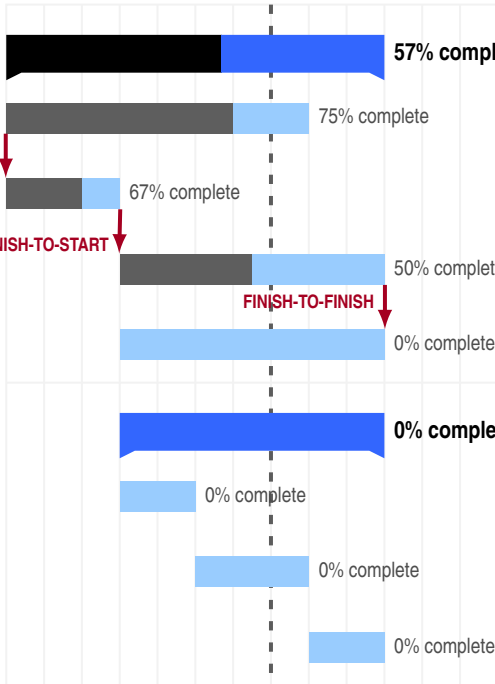 57% compl
75% complete
67% complete
NISH-TO-START
50% complet
FINISH-TO-FINISH
0% complete
0% comple
0% complete
0% complete
0% complete